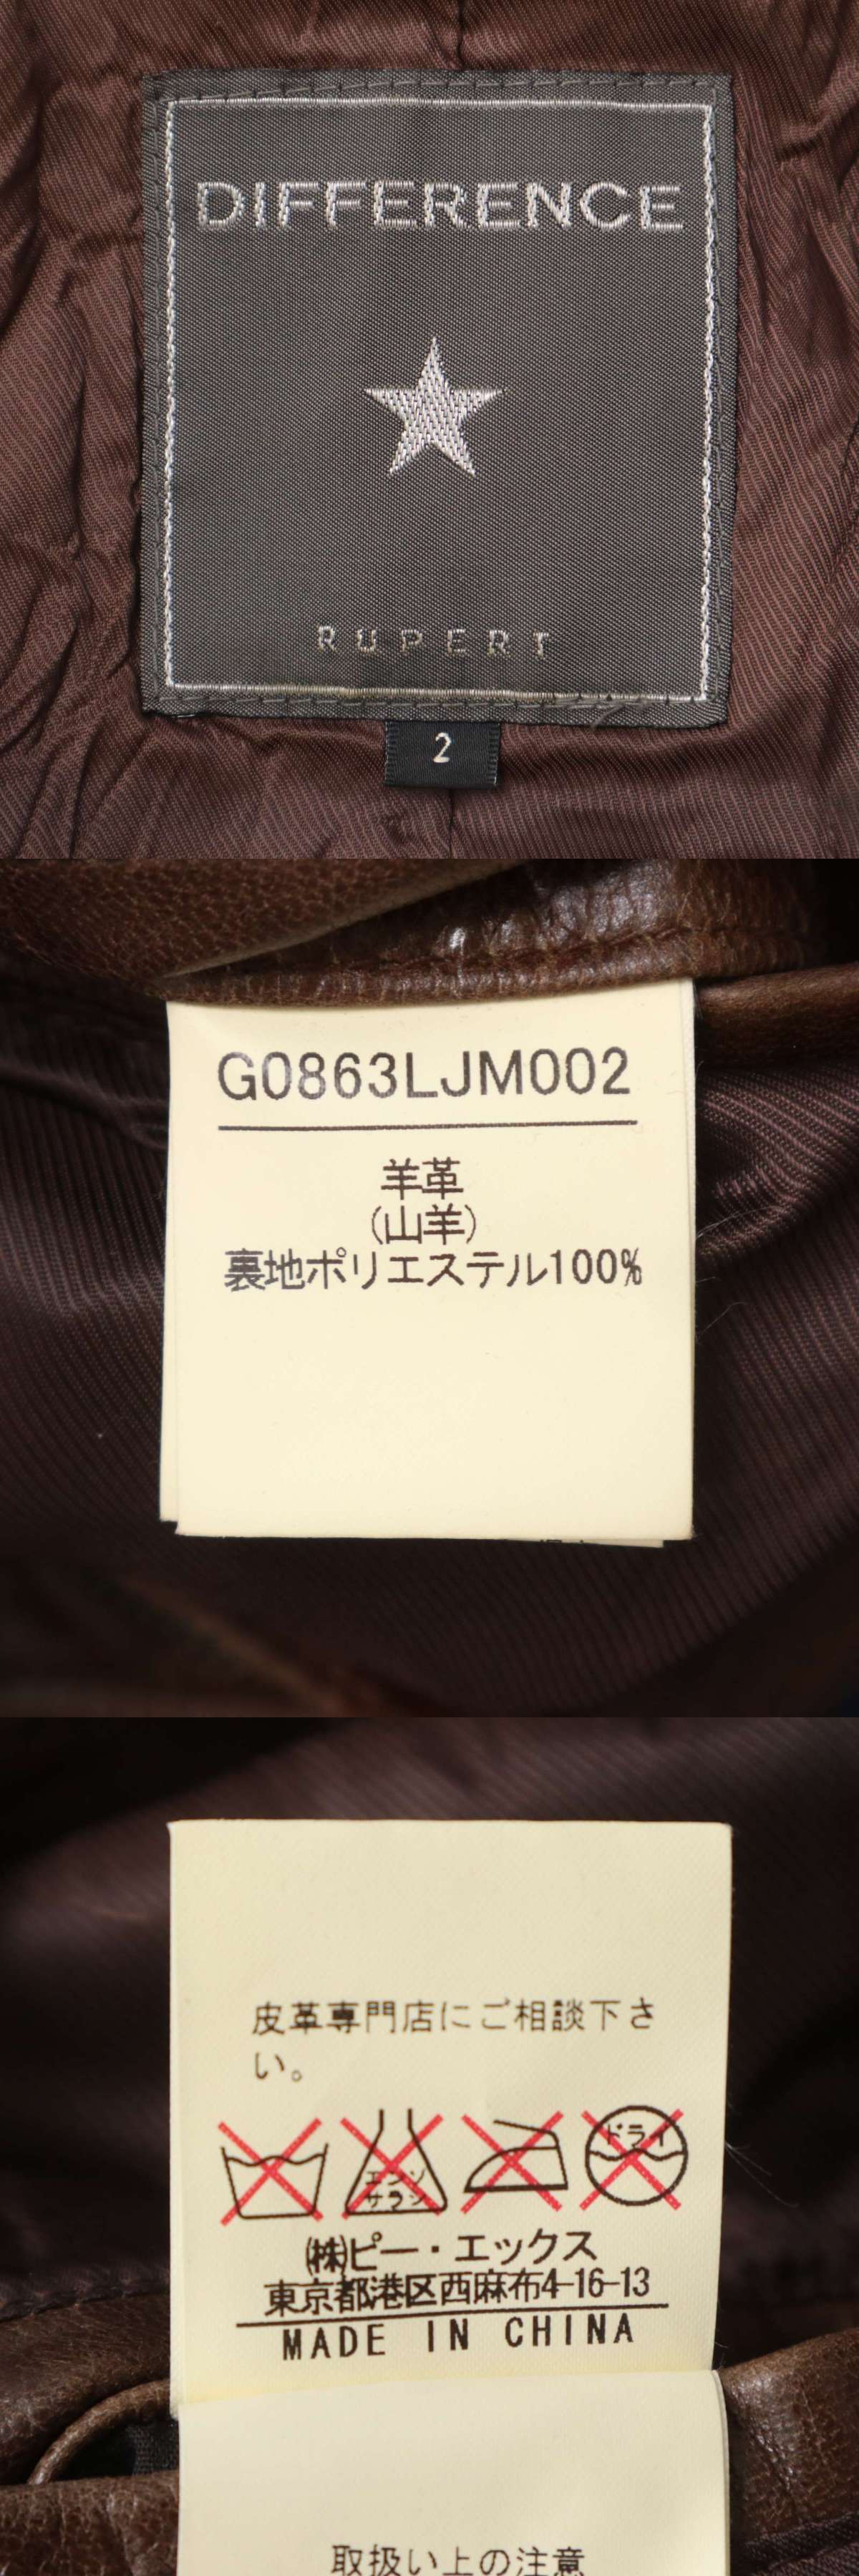 DIFFERENCE
RUPERT
2
G0863LJM002
羊革
(山羊)
裏地ポリエステル100%
皮革専門店にご相談下さ
い。
エンソ
サラシ
ドライ
㈱ピー・エックス
東京都港区西麻布4-16-13
MADE IN CHINA
取扱い上の注意